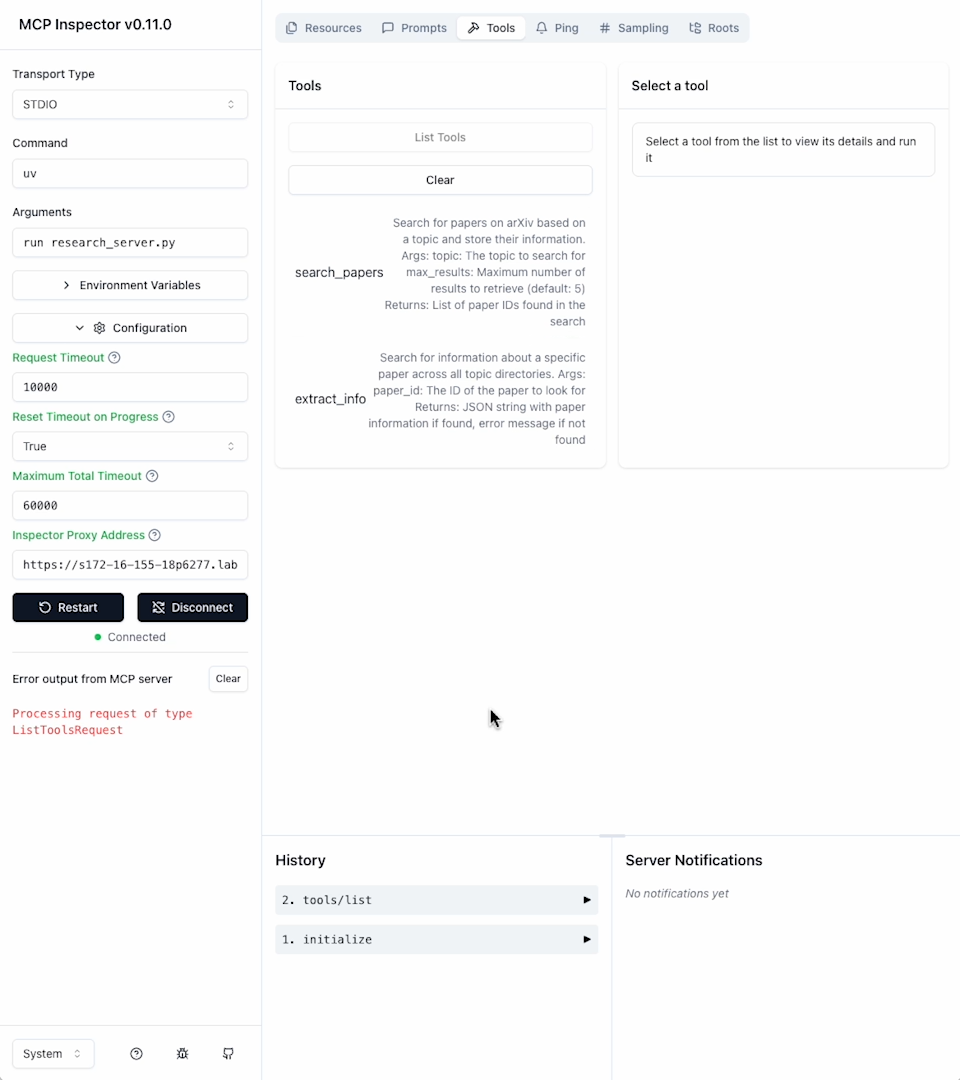 MCP Inspector v0.11.0
Transport Type
STDIO
Command
uv
Arguments
run research_server.py
Environment Variables
Configuration
Request Timeout
10000
Reset Timeout on Progress
True
Maximum Total Timeout
60000
Inspector Proxy Address
https://s172-16-155-18p6277.lab
Restart
Disconnect
Connected
Error output from MCP server
Clear
Processing request of type
ListToolsRequest
System
Resources
Prompts
Tools
Ping
Sampling
Roots
Tools
List Tools
Clear
search_papers
Search for papers on arXiv based on
a topic and store their information.
Args: topic: The topic to search for
max_results: Maximum number of
results to retrieve (default: 5)
Returns: List of paper IDs found in the
search
extract_info
Search for information about a specific
paper across all topic directories. Args:
paper_id: The ID of the paper to look for
Returns: JSON string with paper
information if found, error message if not
found
Select a tool
Select a tool from the list to view its details and run
it
History
2. tools/list
1. initialize
Server Notifications
No notifications yet